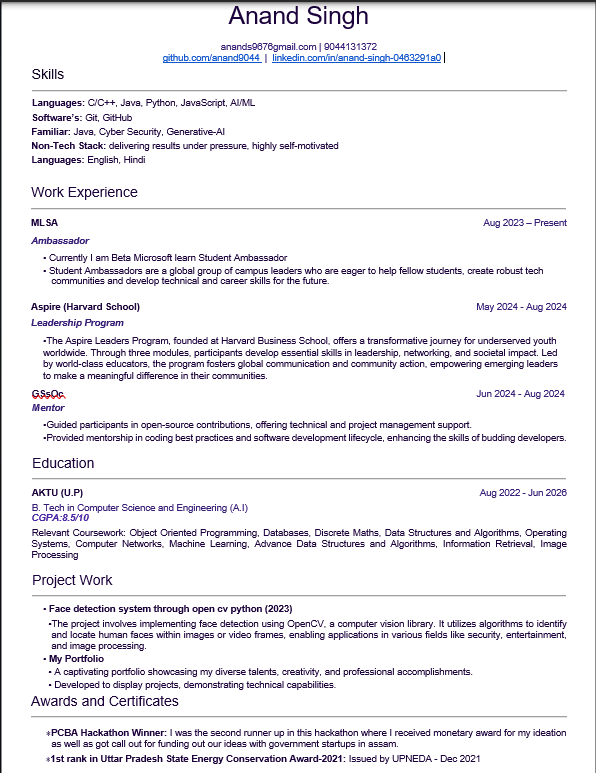 Anand Singh
anands9676gmail.com | 9044131372
github.com/anand9044 | linkedin.com/in/anand-singh-0463291a0
Skills
Languages: C/C++, Java, Python, JavaScript, AI/ML
Software's: Git, GitHub
Familiar: Java, Cyber Security, Generative-AI
Non-Tech Stack: delivering results under pressure, highly self-motivated
Languages: English, Hindi
Work Experience
MLSA Aug 2023 – Present
Ambassador
• Currently I am Beta Microsoft learn Student Ambassador
• Student Ambassadors are a global group of campus leaders who are eager to help fellow students, create robust tech
communities and develop technical and career skills for the future.
Aspire (Harvard School) May 2024 - Aug 2024
Leadership Program
•The Aspire Leaders Program, founded at Harvard Business School, offers a transformative journey for underserved youth
worldwide. Through three modules, participants develop essential skills in leadership, networking, and societal impact. Led
by world-class educators, the program fosters global communication and community action, empowering emerging leaders
to make a meaningful difference in their communities.
GSsOc Jun 2024 - Aug 2024
Mentor
•Guided participants in open-source contributions, offering technical and project management support.
•Provided mentorship in coding best practices and software development lifecycle, enhancing the skills of budding developers.
Education
AKTU (U.P) Aug 2022 - Jun 2026
B. Tech in Computer Science and Engineering (A.I)
CGPA:8.5/10
Relevant Coursework: Object Oriented Programming, Databases, Discrete Maths, Data Structures and Algorithms, Operating
Systems, Computer Networks, Machine Learning, Advance Data Structures and Algorithms, Information Retrieval, Image
Processing
Project Work
• Face detection system through open cv python (2023)
•The project involves implementing face detection using OpenCV, a computer vision library. It utilizes algorithms to identify
and locate human faces within images or video frames, enabling applications in various fields like security, entertainment,
and image processing.
• My Portfolio
• A captivating portfolio showcasing my diverse talents, creativity, and professional accomplishments.
• Developed to display projects, demonstrating technical capabilities.
Awards and Certificates
*PCBA Hackathon Winner: I was the second runner up in this hackathon where I received monetary award for my ideation
as well as got call out for funding out our ideas with government startups in assam.
*1st rank in Uttar Pradesh State Energy Conservation Award-2021: Issued by UPNEDA - Dec 2021